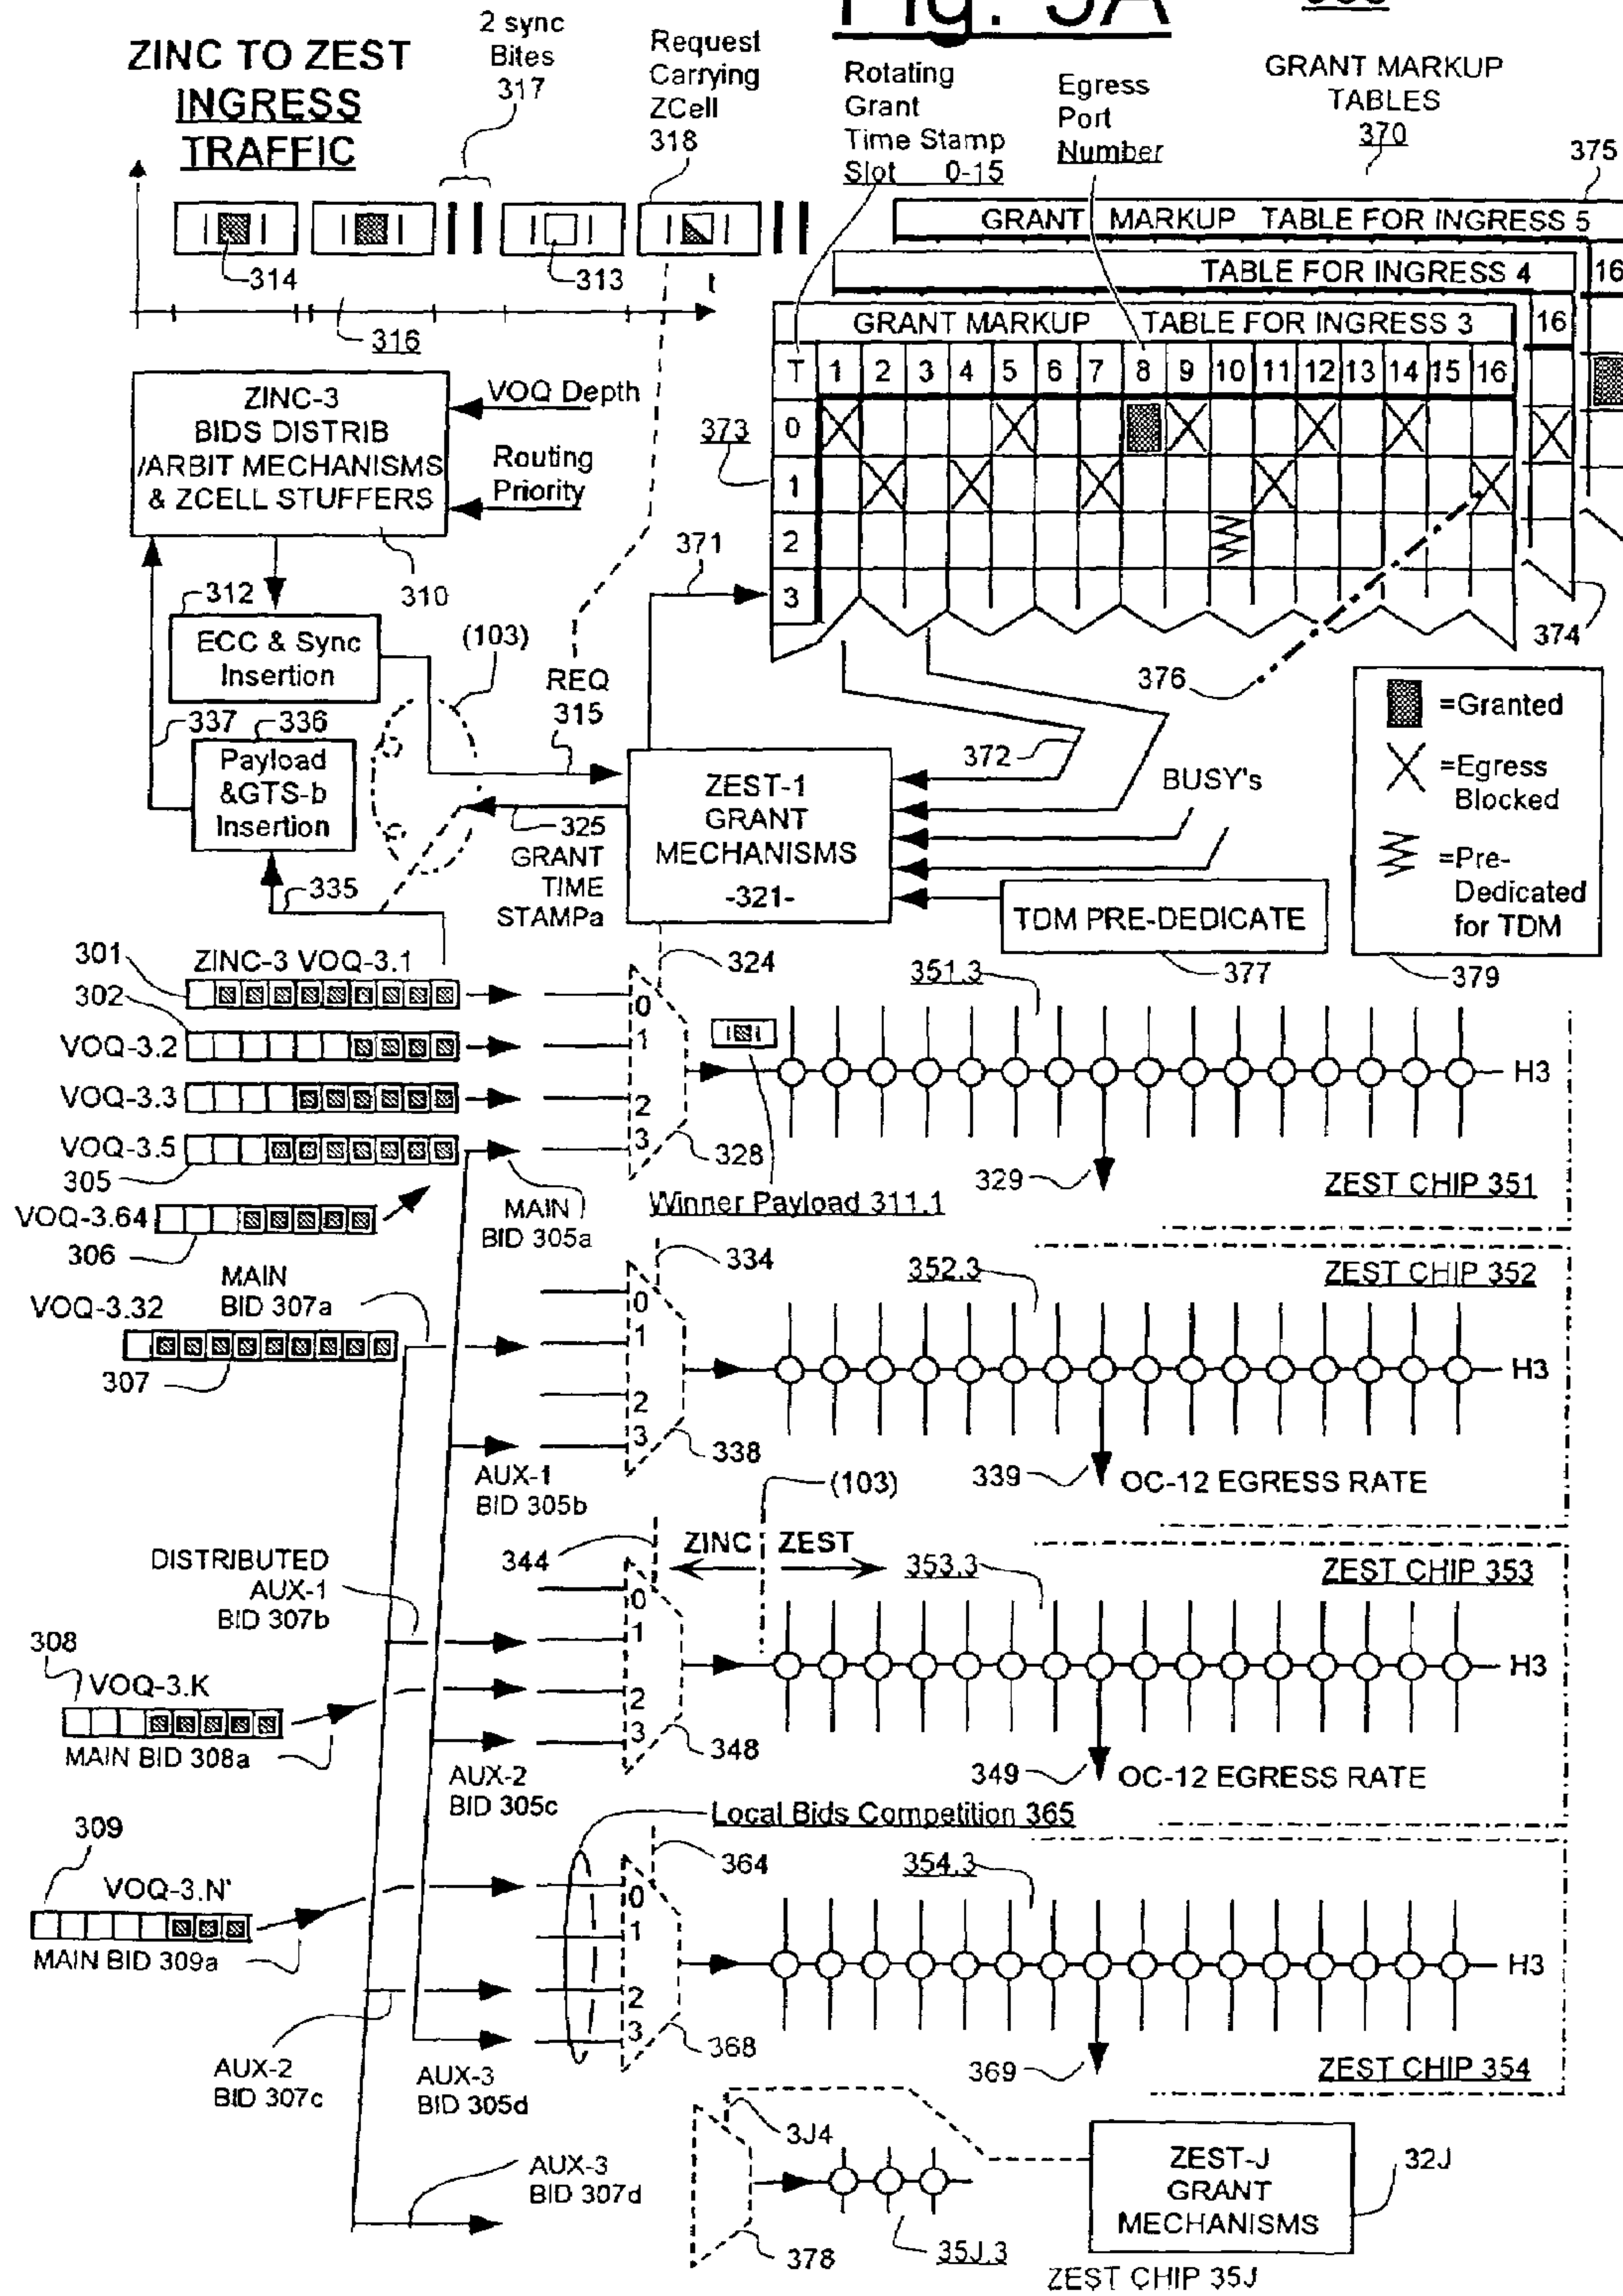 Fig. 3A
ZINC TO ZEST
INGRESS
TRAFFIC
2 sync
Bites
317
Request
Carrying
ZCell
318
Rotating
Grant
Time Stamp
Slot 0-15
Egress
Port
Number
GRANT MARKUP
TABLES
370
375
GRANT MARKUP TABLE FOR INGRESS 5
314
313
t
316
TABLE FOR INGRESS 4
16
GRANT MARKUP TABLE FOR INGRESS 3
16
T 1 2 3 4 5 6 7 8 9 10 11 12 13 14 15 16
0
1
2
3
373
371
374
376
ZINC-3
BIDS DISTRIB
/ARBIT MECHANISMS
& ZCELL STUFFERS
VOQ Depth
Routing
Priority
310
312
ECC & Sync
Insertion
(103)
REQ
315
337
336
Payload
&GTS-b
Insertion
335
325
GRANT
TIME
STAMPa
ZEST-1
GRANT
MECHANISMS
-321-
372
BUSY's
TDM PRE-DEDICATE
377
=Granted
=Egress
Blocked
=Pre-
Dedicated
for TDM
379
301
ZINC-3 VOQ-3.1
302
VOQ-3.2
VOQ-3.3
VOQ-3.5
305
VOQ-3.64
306
324
0
1
2
3
328
351.3
H3
329
ZEST CHIP 351
MAIN
BID 305a
Winner Payload 311.1
MAIN
BID 307a
VOQ-3.32
307
334
0
1
2
3
338
352.3
ZEST CHIP 352
H3
339
OC-12 EGRESS RATE
AUX-1
BID 305b
(103)
ZINC
ZEST
344
0
1
2
3
348
353.3
ZEST CHIP 353
H3
349
OC-12 EGRESS RATE
DISTRIBUTED
AUX-1
BID 307b
308
VOQ-3.K
MAIN BID 308a
AUX-2
BID 305c
Local Bids Competition 365
309
VOQ-3.N'
MAIN BID 309a
364
0
1
2
3
368
354.3
H3
369
ZEST CHIP 354
AUX-2
BID 307c
AUX-3
BID 305d
AUX-3
BID 307d
3J4
378
35J.3
ZEST-J
GRANT
MECHANISMS
32J
ZEST CHIP 35J